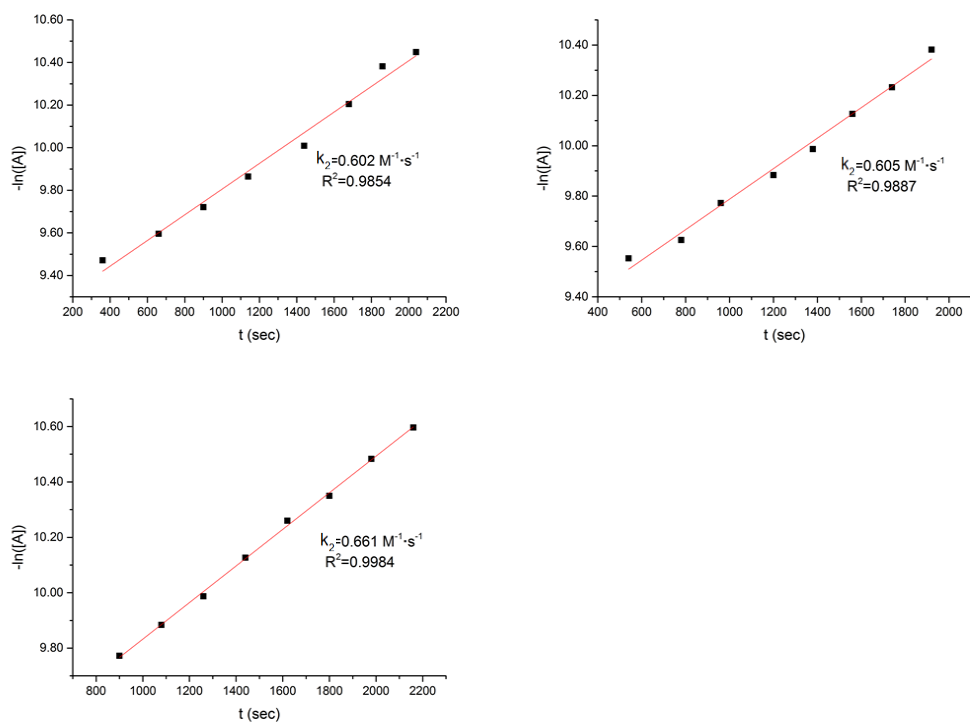 10.60
10.40
10.20
10.00
9.80
9.60
9.40
-ln([A])
k2=0.602 M⁻¹·s⁻¹
R²=0.9854
200 400 600 800 1000 1200 1400 1600 1800 2000 2200
t (sec)
10.40
10.20
10.00
9.80
9.60
9.40
-ln([A])
k₂=0.605 M⁻¹·s⁻¹
R²=0.9887
400 600 800 1000 1200 1400 1600 1800 2000
t (sec)
10.60
10.40
10.20
10.00
9.80
-ln([A])
k₂=0.661 M⁻¹·s⁻¹
R²=0.9984
800 1000 1200 1400 1600 1800 2000 2200
t (sec)